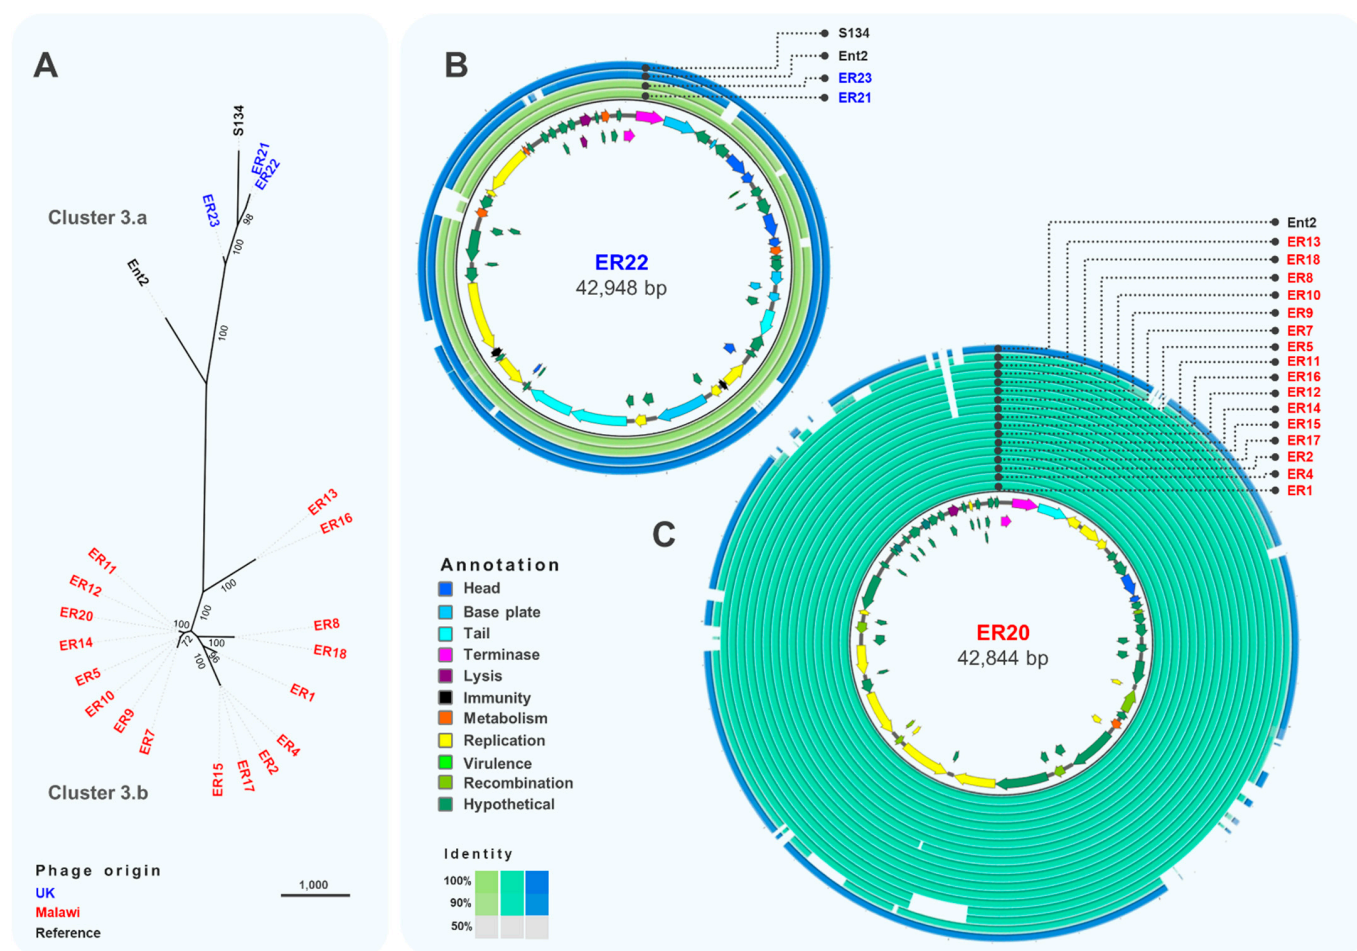 A
S134
ER21
ER22
ER23
98
100
Cluster 3.a
Ent2
100
ER13
ER16
100
100
ER11
ER12
ER20
ER14
ER5
ER10
ER9
ER7
100
72
100
96
100
ER8
ER18
ER1
ER4
ER2
ER17
ER15
Cluster 3.b
Phage origin
UK
Malawi
Reference
1,000
B
S134
Ent2
ER23
ER21
ER22
42,948 bp
C
Ent2
ER13
ER18
ER8
ER10
ER9
ER7
ER5
ER11
ER16
ER12
ER14
ER15
ER17
ER2
ER4
ER1
ER20
42,844 bp
Annotation
Head
Base plate
Tail
Terminase
Lysis
Immunity
Metabolism
Replication
Virulence
Recombination
Hypothetical
Identity
100%
90%
50%